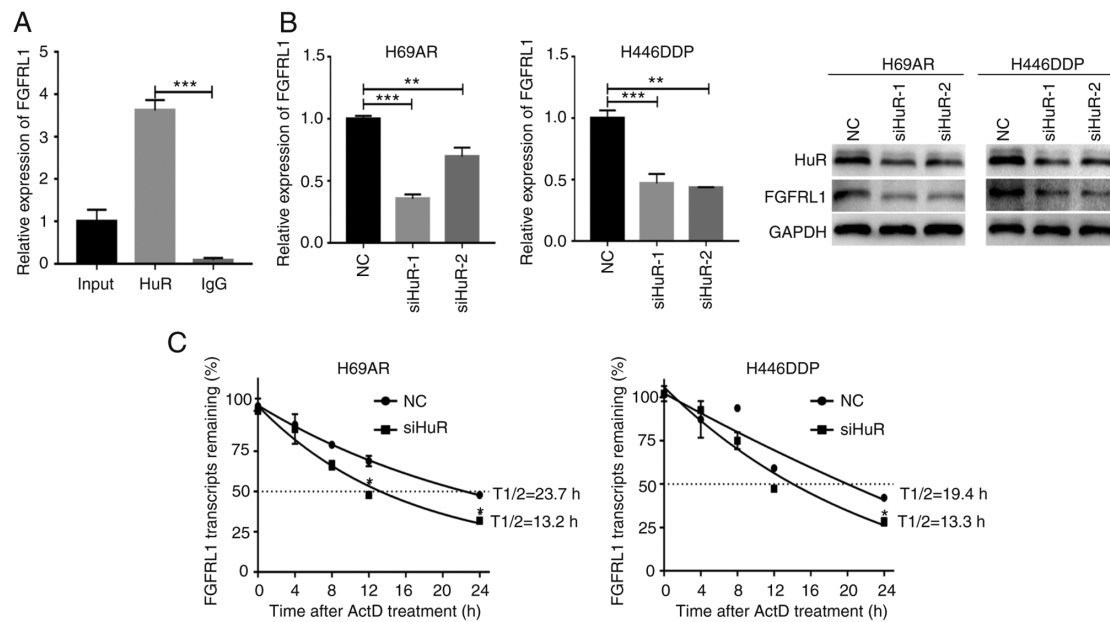 A
Relative expression of FGFRL1
5
4
3
2
1
0
***
Input HuR IgG
B
H69AR
Relative expression of FGFRL1
1.5
1.0
0.5
0.0
**
***
NC
siHuR-1
siHuR-2
H446DDP
Relative expression of FGFRL1
1.5
1.0
0.5
0.0
**
***
NC
siHuR-1
siHuR-2
H69AR H446DDP
NC siHuR-1 siHuR-2 NC siHuR-1 siHuR-2
HuR
FGFRL1
GAPDH
C
H69AR
FGFRL1 transcripts remaining (%)
100
75
50
25
0
NC
siHuR
*
*
T1/2=23.7 h
T1/2=13.2 h
0 4 8 12 16 20 24
Time after ActD treatment (h)
H446DDP
FGFRL1 transcripts remaining (%)
100
75
50
25
0
NC
siHuR
*
T1/2=19.4 h
T1/2=13.3 h
0 4 8 12 16 20 24
Time after ActD treatment (h)